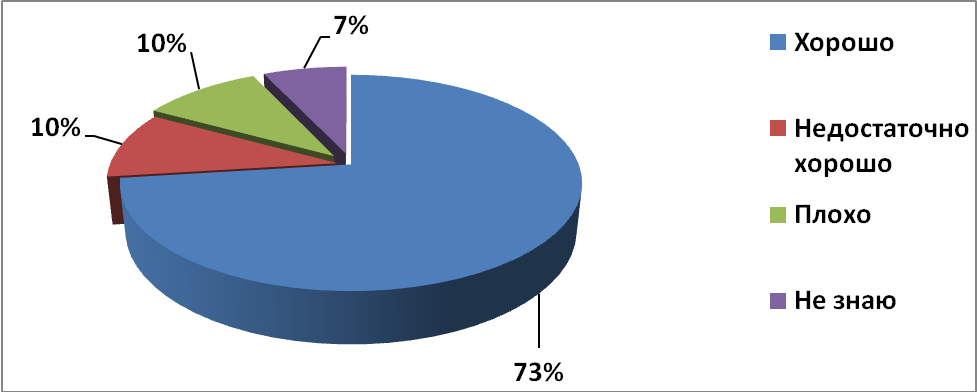 7%
10%
10%
73%
Хорошо
Недостаточно
хорошо
Плохо
Не знаю